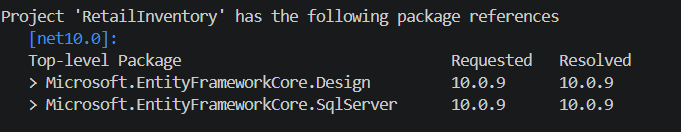 Project 'RetailInventory' has the following package references
[net10.0]:
Top-level Package Requested Resolved
> Microsoft.EntityFrameworkCore.Design 10.0.9 10.0.9
> Microsoft.EntityFrameworkCore.SqlServer 10.0.9 10.0.9